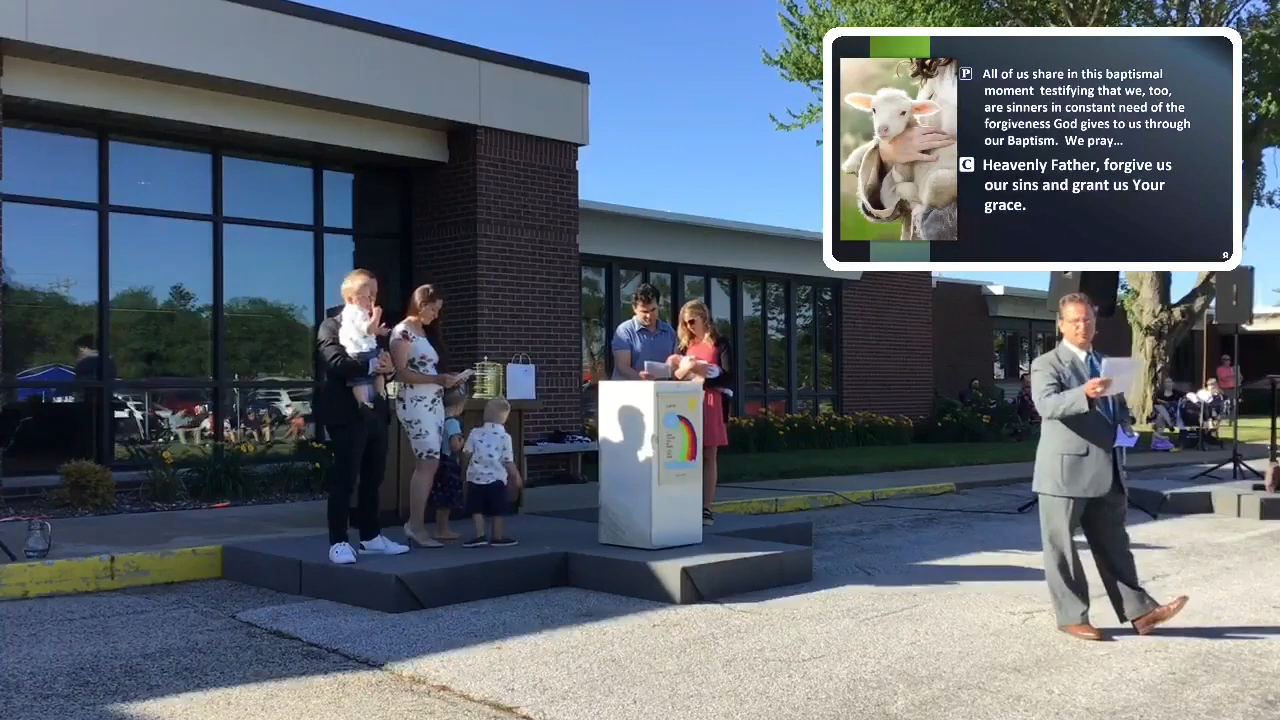 P All of us share in this baptismal
moment testifying that we, too,
are sinners in constant need of the
forgiveness God gives to us through
our Baptism. We pray...
C Heavenly Father, forgive us
our sins and grant us Your
grace.